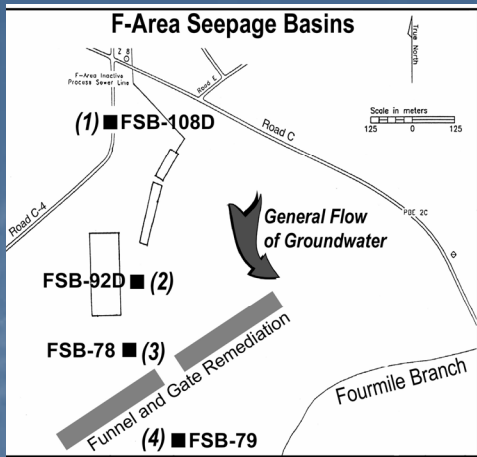 F-Area Seepage Basins
True North
F-Area Inactive
Process Sewer Line
Road E
Scale in meters
125 0 125
(1) FSB-108D
Road C
Road C-4
General Flow
of Groundwater
FSB-92D (2)
FSB-78 (3)
Funnel and Gate Remediation
Fourmile Branch
(4) FSB-79